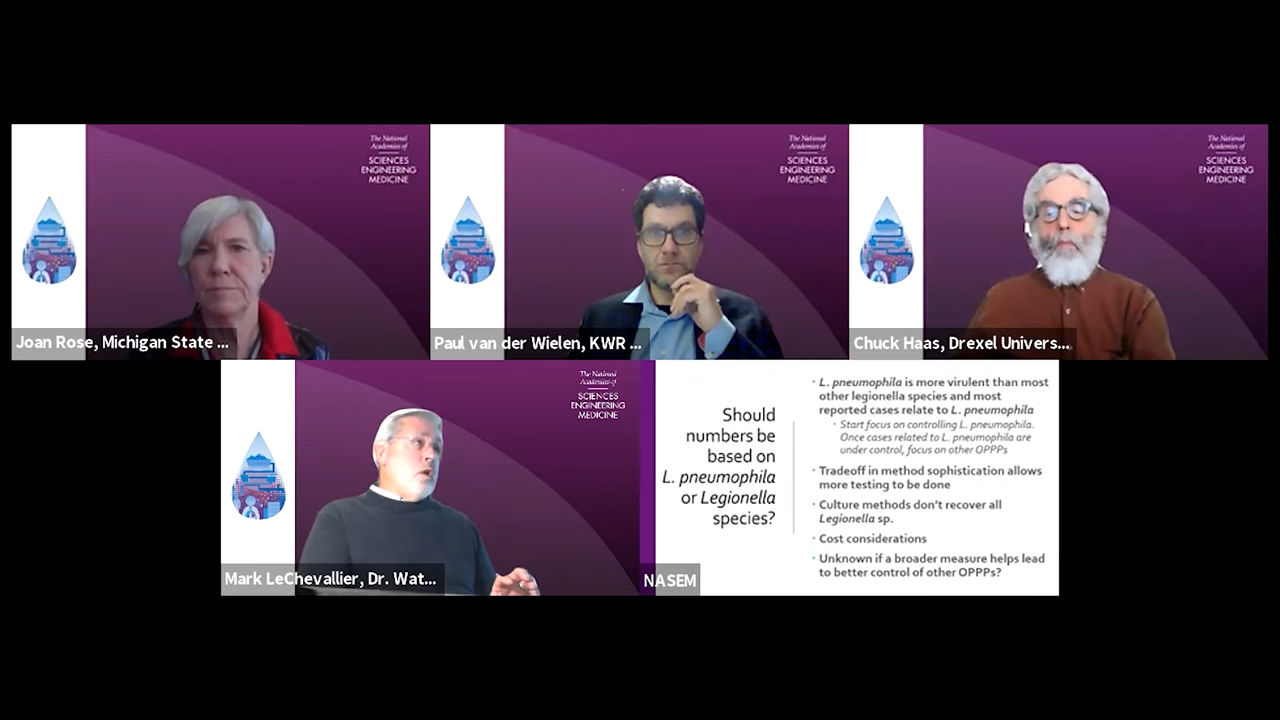 The National
Academies of
SCIENCES
ENGINEERING
MEDICINE
Joan Rose, Michigan State ...
The National
Academies of
SCIENCES
ENGINEERING
MEDICINE
Paul van der Wielen, KWR ...
The National
Academies of
SCIENCES
ENGINEERING
MEDICINE
Chuck Haas, Drexel Univers...
The National
Academies of
SCIENCES
ENGINEERING
MEDICINE
Mark LeChevallier, Dr. Wat...
Should
numbers be
based on
L. pneumophila
or Legionella
species?
· L. pneumophila is more virulent than most
other legionella species and most
reported cases relate to L. pneumophila
· Start focus on controlling L. pneumophila.
Once cases related to L. pneumophila are
under control, focus on other OPPPs
· Tradeoff in method sophistication allows
more testing to be done
· Culture methods don't recover all
Legionella sp.
· Cost considerations
· Unknown if a broader measure helps lead
to better control of other OPPPs?
NASEM